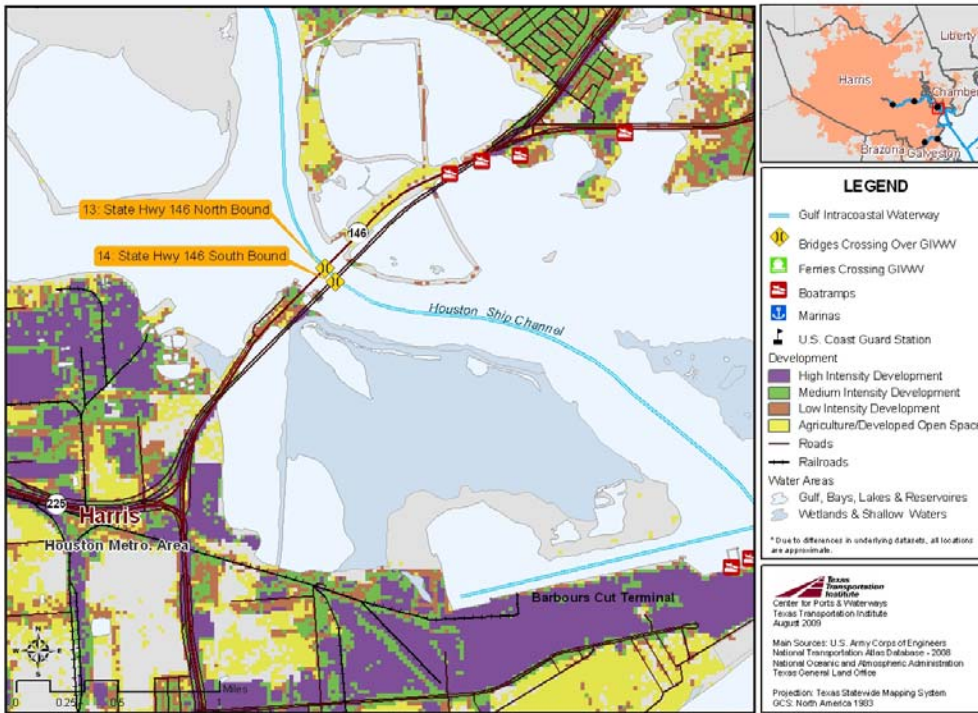 13: State Hwy 146 North Bound
146
14: State Hwy 146 South Bound
Houston Ship Channel
225
Harris
Houston Metro. Area
Barbours Cut Terminal
N
W
E
S
Miles
0
0.25
0.5
1
Liberty
Harris
Chamber
Brazoria
Galveston
LEGEND
Gulf Intracoastal Waterway
Bridges Crossing Over GIWW
Ferries Crossing GIWW
Boatramps
Marinas
U.S. Coast Guard Station
Development
High Intensity Development
Medium Intensity Development
Low Intensity Development
Agriculture/Developed Open Space
Roads
Railroads
Water Areas
Gulf, Bays, Lakes & Reservoires
Wetlands & Shallow Waters
* Due to differences in underlying datasets, all locations
are approximate.
Texas
Transportation
Institute
Center for Ports & Waterways
Texas Transportation Institute
August 2009
Main Sources: U.S. Army Corps of Engineers
National Transportation Atlas Database - 2008
National Oceanic and Atmospheric Administration
Texas General Land Office
Projection: Texas Statewide Mapping System
GCS: North America 1983